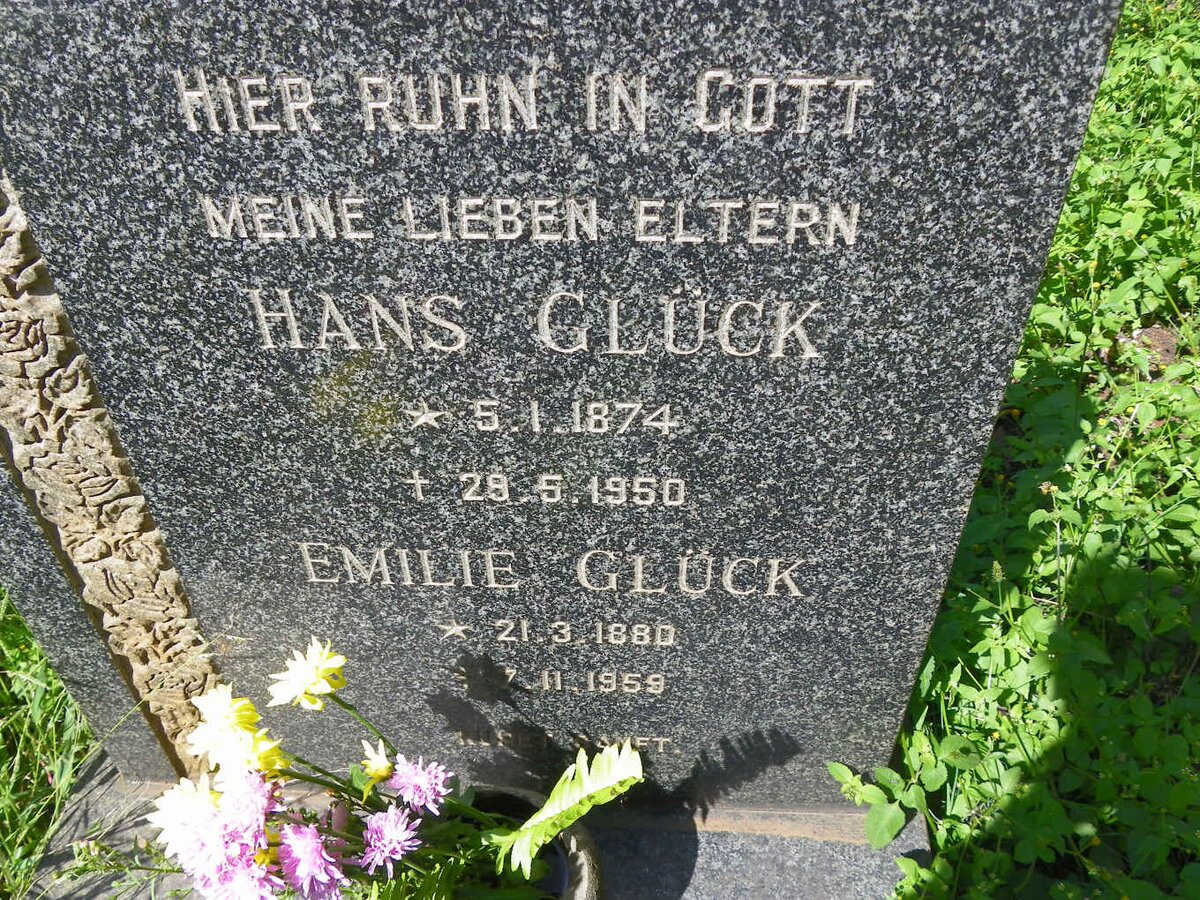 HIER RUHN IN GOTT
MEINE LIEBEN ELTERN
HANS GLÜCK
★ 5.1.1874
† 29.5.1950
EMILIE GLÜCK
★ 21.3.1880
7.11.1959